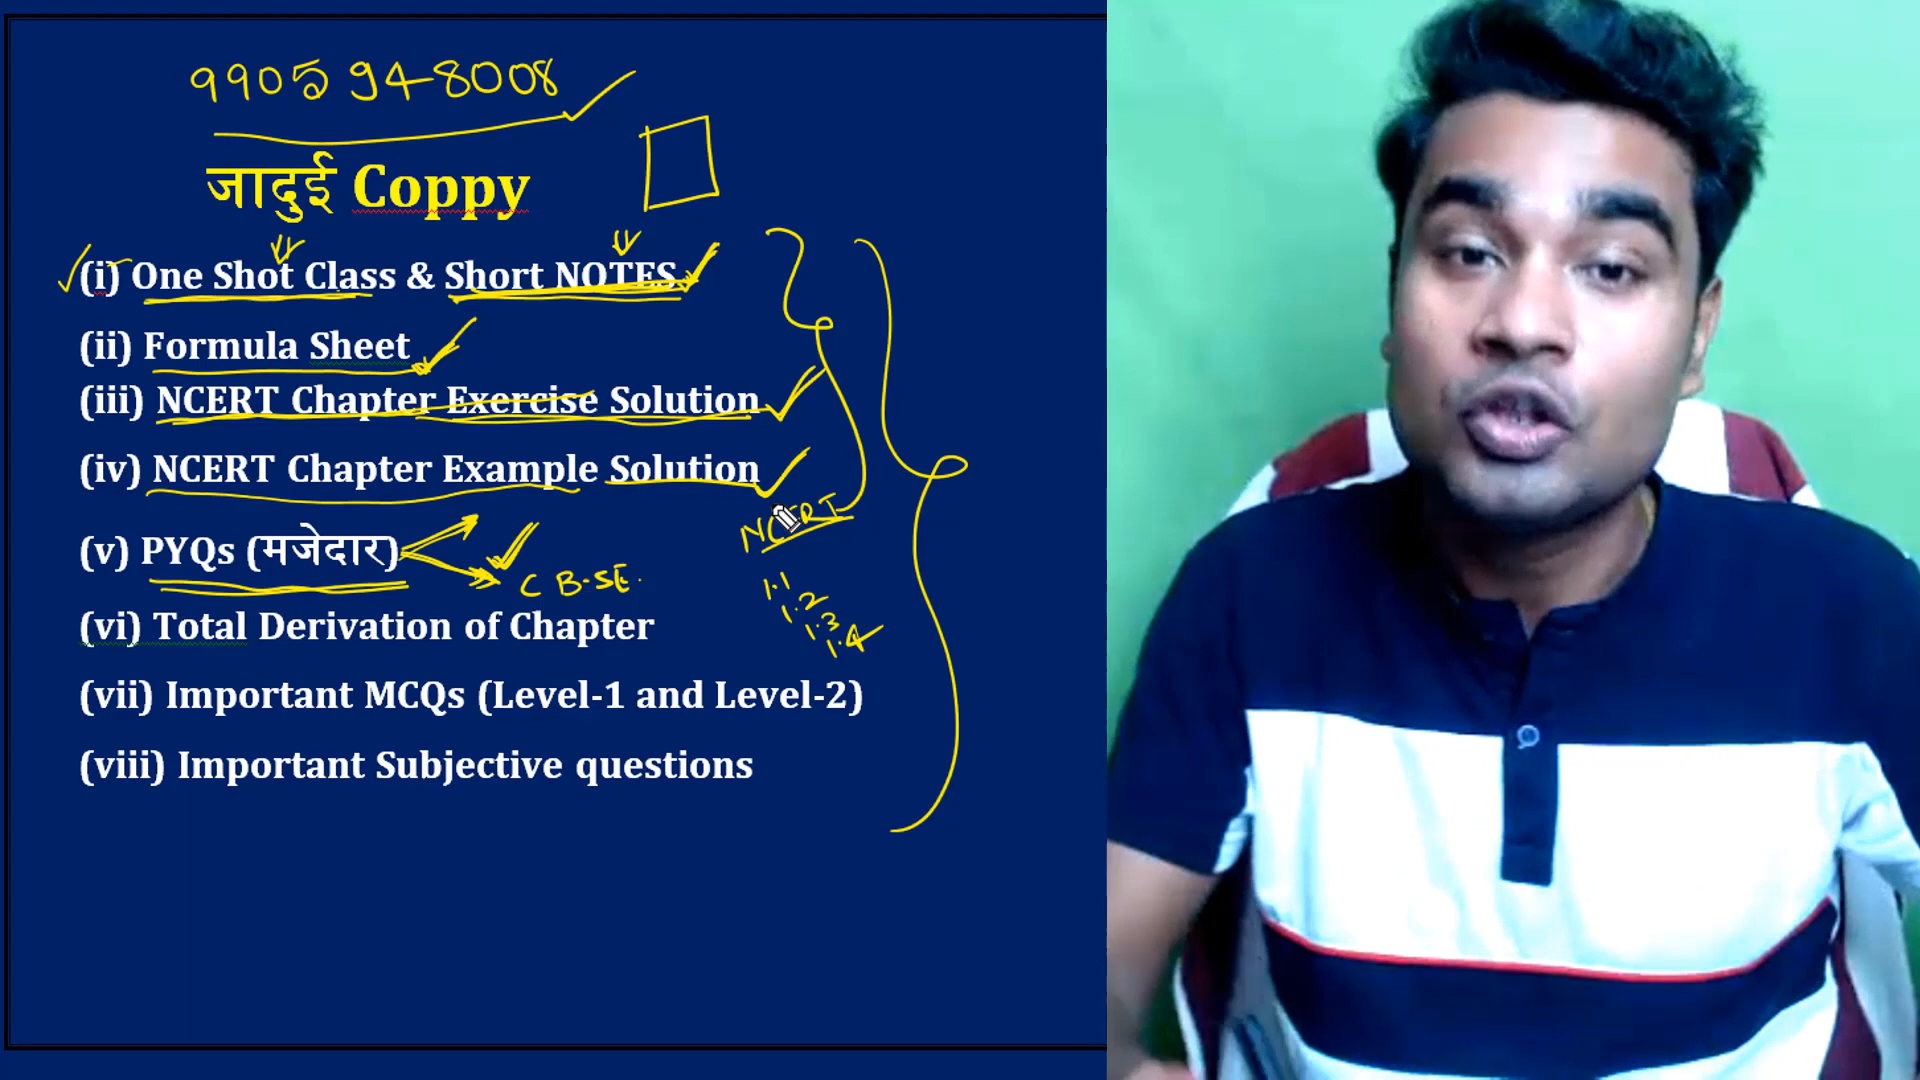 9905948008
जादुई Coppy
(i) One Shot Class & Short NOTES
(ii) Formula Sheet
(iii) NCERT Chapter Exercise Solution
(iv) NCERT Chapter Example Solution
NCERT
(v) PYQs (मजेदार)
CBSE.
1.1
1.2
1.3
1.4
(vi) Total Derivation of Chapter
(vii) Important MCQs (Level-1 and Level-2)
(viii) Important Subjective questions